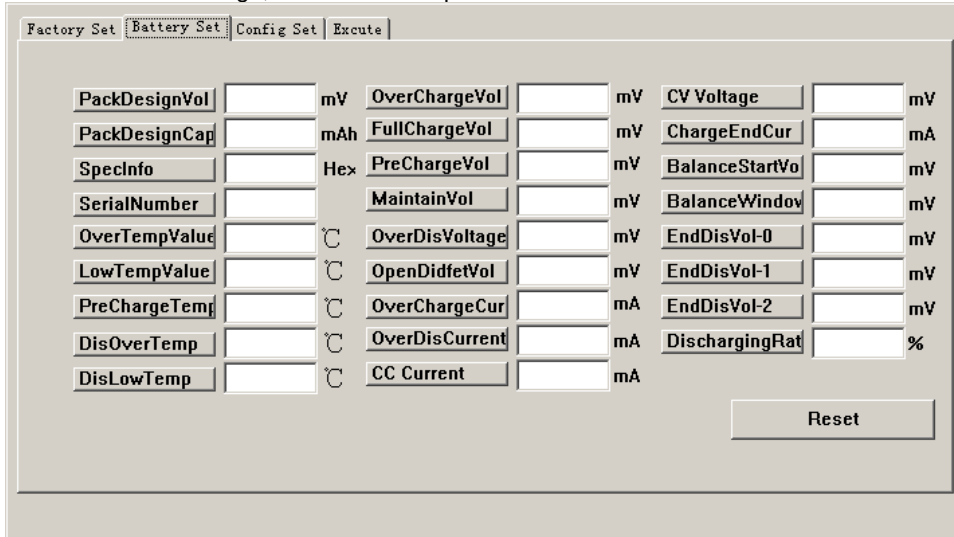 Factory Set Battery Set Config Set Excute
PackDesignVol mV OverChargeVol mV CV Voltage mV
PackDesignCap mAh FullChargeVol mV ChargeEndCur mA
SpecInfo Hex PreChargeVol mV BalanceStartVo mV
SerialNumber MaintainVol mV BalanceWindow mV
OverTempValue ℃ OverDisVoltage mV EndDisVol-0 mV
LowTempValue ℃ OpenDidfetVol mV EndDisVol-1 mV
PreChargeTemp ℃ OverChargeCur mA EndDisVol-2 mV
DisOverTemp ℃ OverDisCurrent mA DischargingRat %
DisLowTemp ℃ CC Current mA
Reset